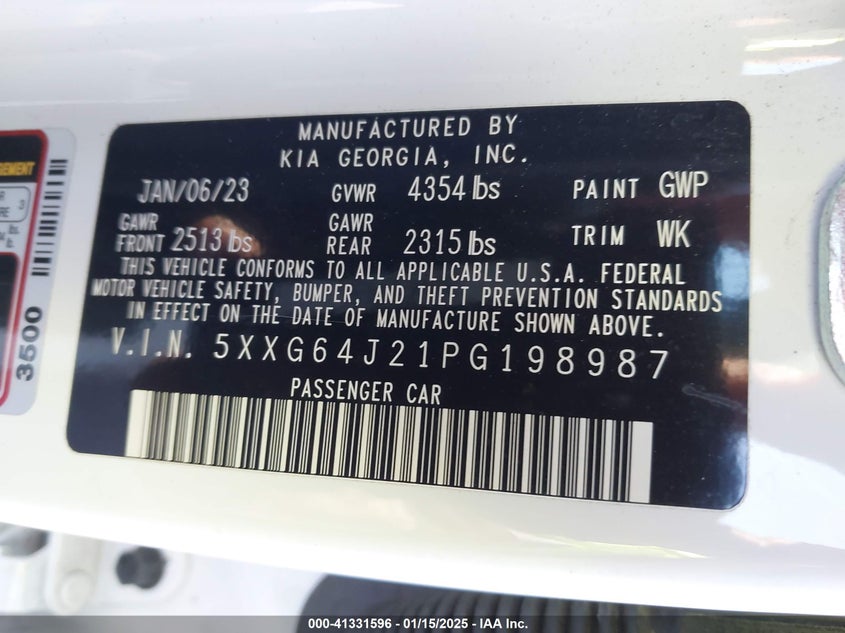 MANUFACTURED BY
KIA GEORGIA, INC.
JAN/06/23 GVWR 4354 lbs PAINT GWP
GAWR FRONT 2513 lbs GAWR REAR 2315 lbs TRIM WK
THIS VEHICLE CONFORMS TO ALL APPLICABLE U.S.A. FEDERAL
MOTOR VEHICLE SAFETY, BUMPER, AND THEFT PREVENTION STANDARDS
IN EFFECT ON THE DATE OF MANUFACTURE SHOWN ABOVE.
V.I.N. 5XXG64J21PG198987
PASSENGER CAR
3500
000-41331596 - 01/15/2025 - IAA Inc.